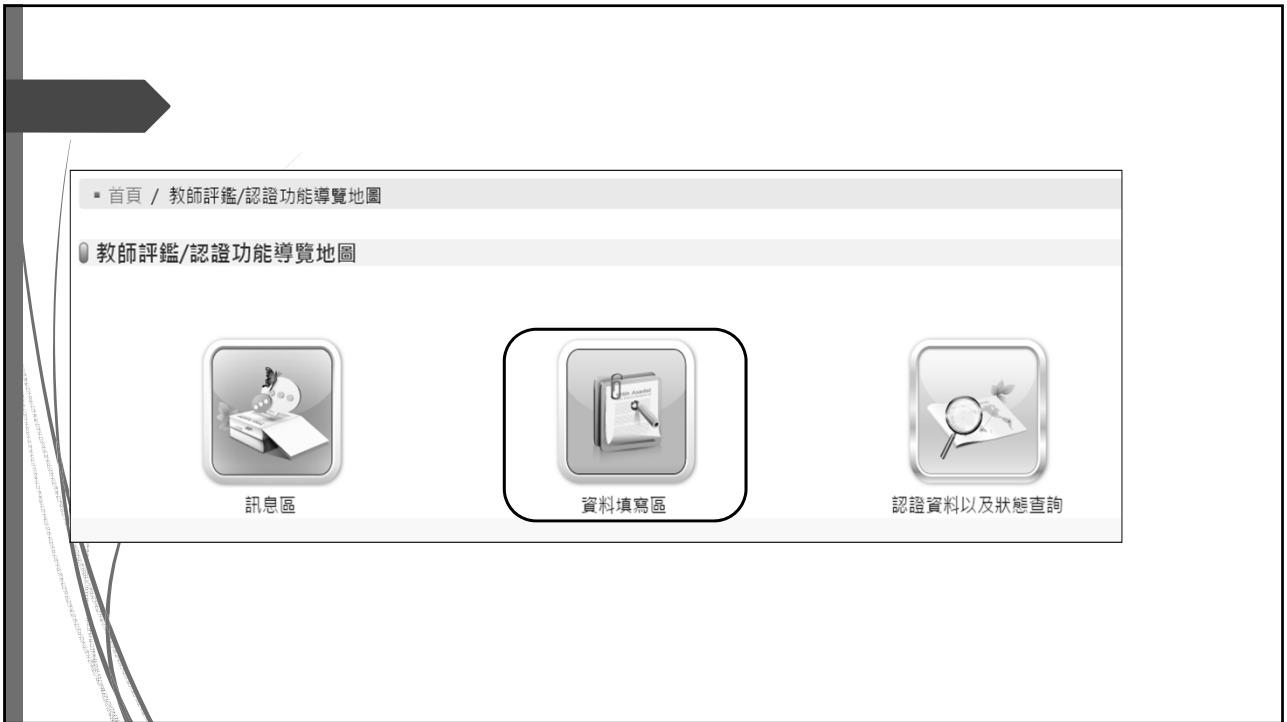 首頁 / 教師評鑑/認證功能導覽地圖
教師評鑑/認證功能導覽地圖
訊息區
資料填寫區
認證資料以及狀態查詢